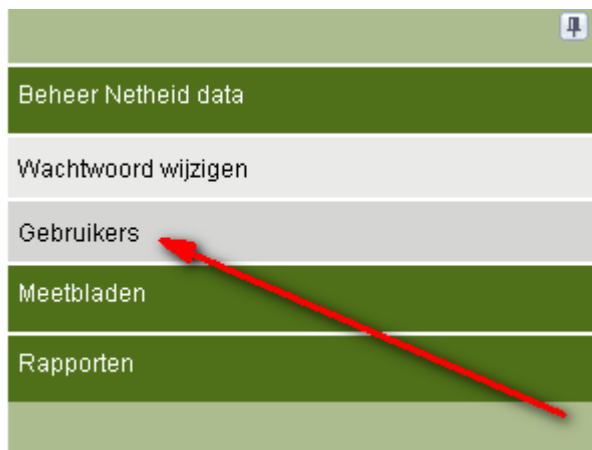 Beheer Netheid data
Wachtwoord wijzigen
Gebruikers
Meetbladen
Rapporten